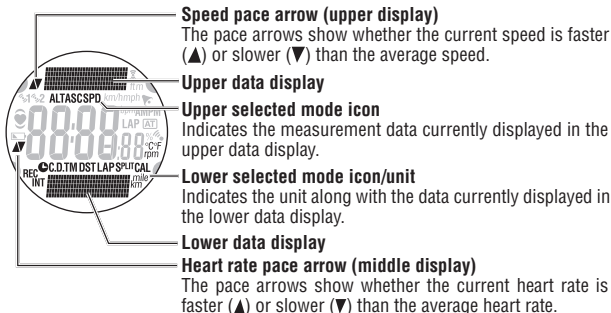 Speed pace arrow (upper display)
The pace arrows show whether the current speed is faster
(▲) or slower (▼) than the average speed.
Upper data display
Upper selected mode icon
Indicates the measurement data currently displayed in the
upper data display.
Lower selected mode icon/unit
Indicates the unit along with the data currently displayed in
the lower data display.
Lower data display
Heart rate pace arrow (middle display)
The pace arrows show whether the current heart rate is
faster (▲) or slower (▼) than the average heart rate.
ftm
%1%2 ALTASCSPD km/hmph
AMPM
LAP AT
°C°F
rpm
C.D.TM DST LAP SPLIT CAL
REC
INT
mile
km